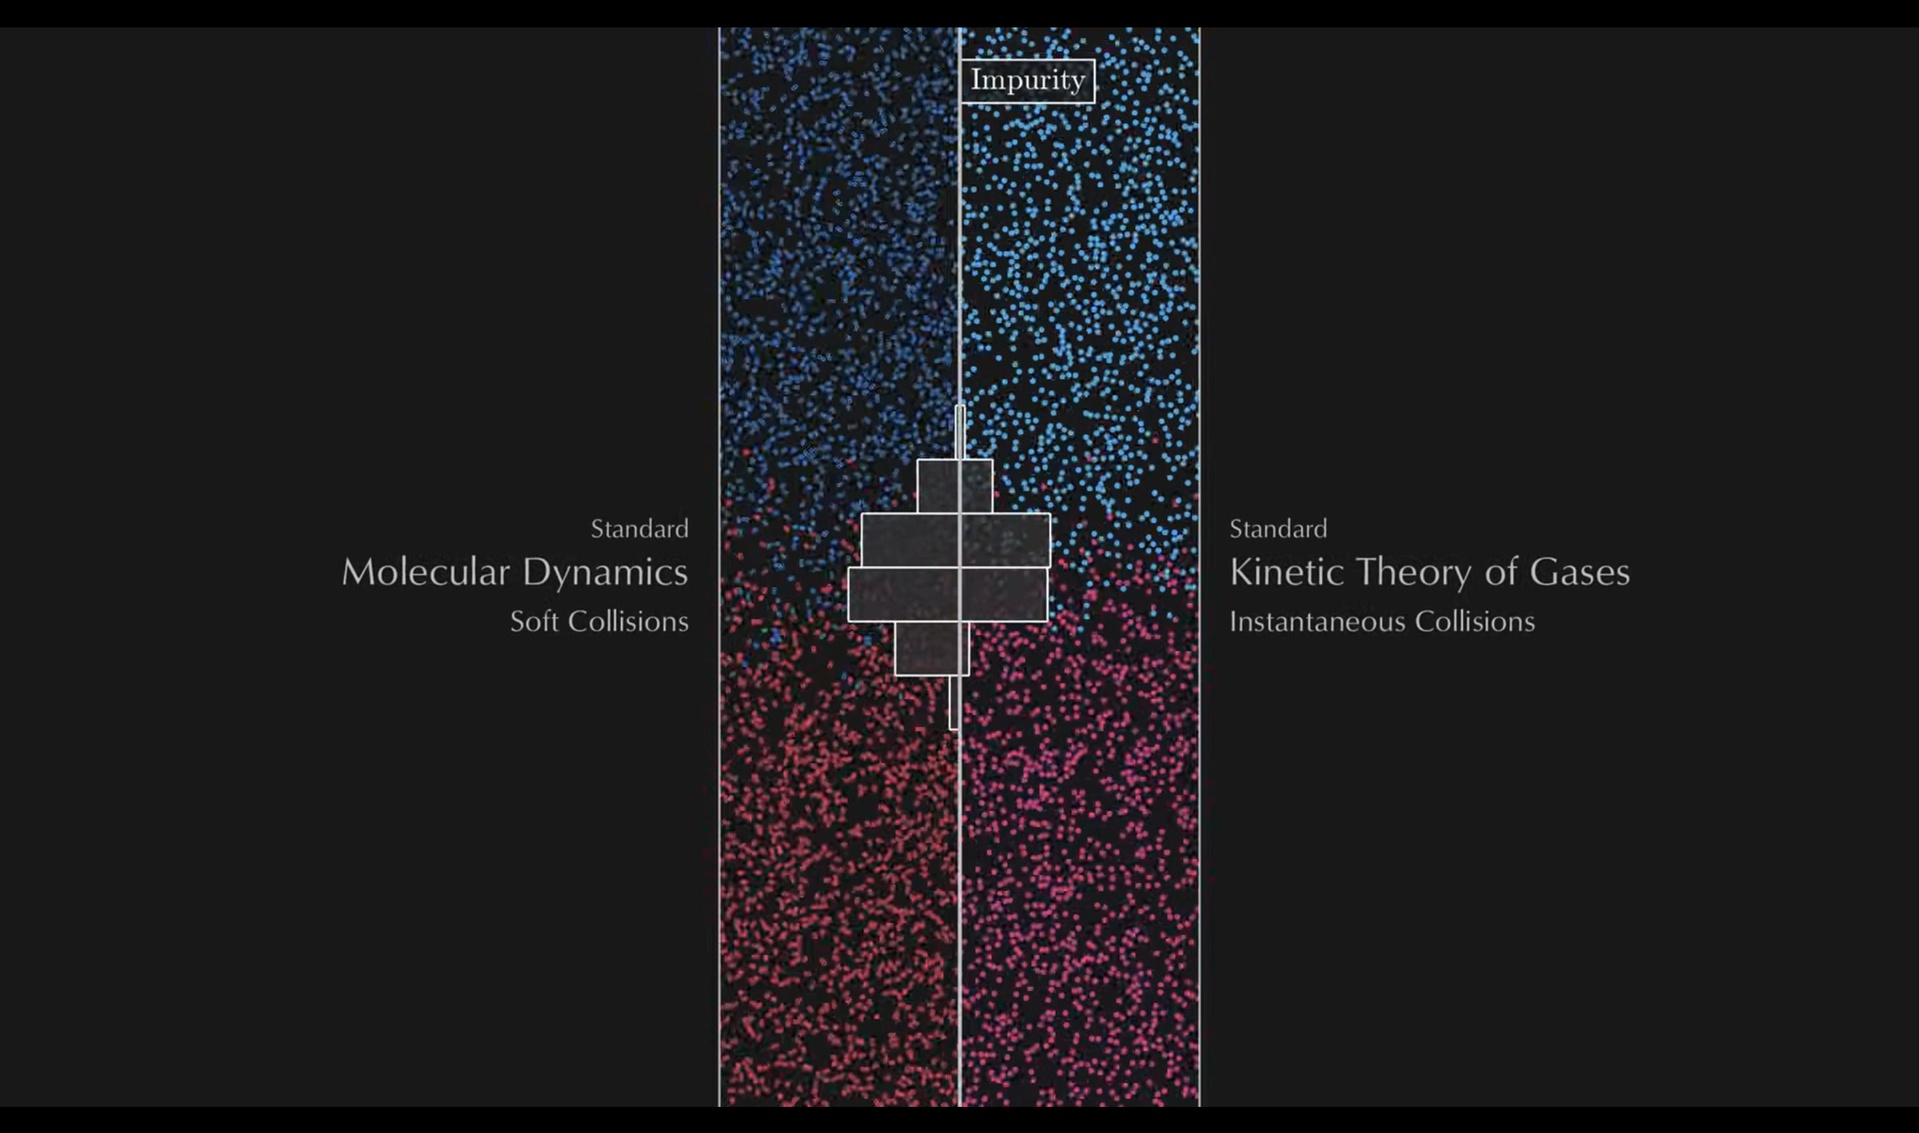 Impurity
Standard
Molecular Dynamics
Soft Collisions
Standard
Kinetic Theory of Gases
Instantaneous Collisions